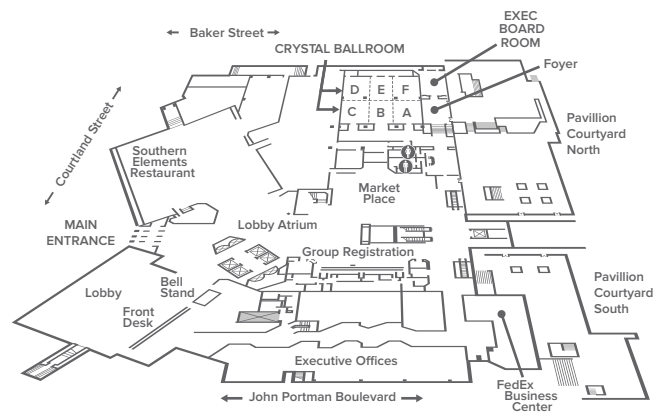 Baker Street
EXEC
BOARD
ROOM
CRYSTAL BALLROOM
Foyer
D E F
C B A
Courtland Street
Pavillion
Courtyard
North
Southern
Elements
Restaurant
Market
Place
MAIN
ENTRANCE
Lobby Atrium
Group Registration
Lobby
Bell
Stand
Front
Desk
Pavillion
Courtyard
South
Executive Offices
FedEx
Business
Center
John Portman Boulevard